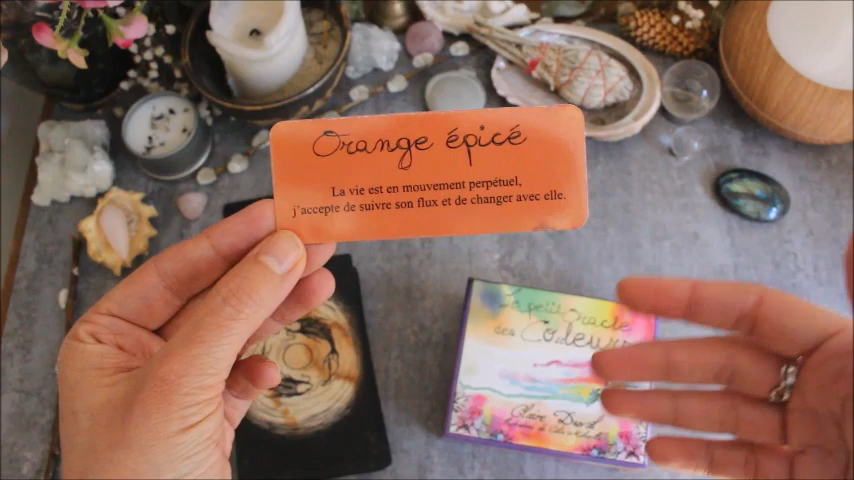 Orange épicé
La vie est en mouvement perpétuel,
j'accepte de suivre son flux et de changer avec elle.
Le petit Oracle
des Couleurs